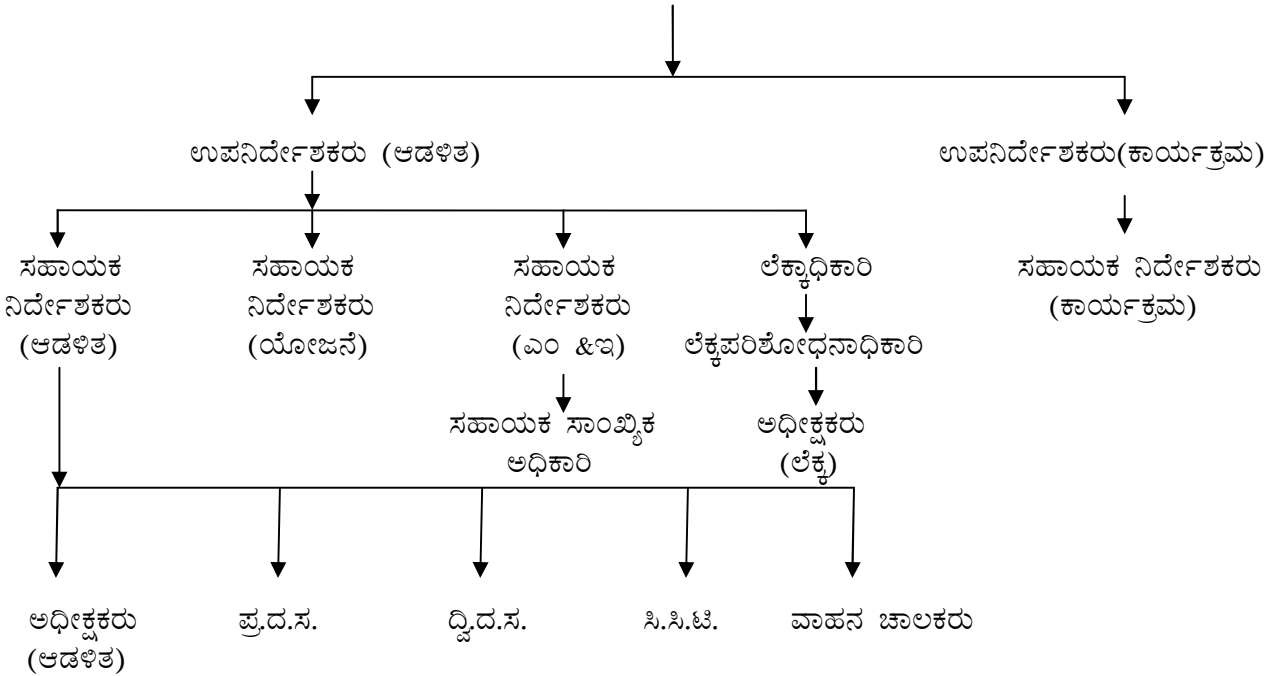 ಉಪನಿರ್ದೇಶಕರು (ಆಡಳಿತ)
ಉಪನಿರ್ದೇಶಕರು(ಕಾರ್ಯಕ್ರಮ)
ಸಹಾಯಕ
ನಿರ್ದೇಶಕರು
(ಆಡಳಿತ)
ಸಹಾಯಕ
ನಿರ್ದೇಶಕರು
(ಯೋಜನೆ)
ಸಹಾಯಕ
ನಿರ್ದೇಶಕರು
(ಎಂ &ಇ)
ಲೆಕ್ಕಾಧಿಕಾರಿ
ಸಹಾಯಕ ನಿರ್ದೇಶಕರು
(ಕಾರ್ಯಕ್ರಮ)
ಲೆಕ್ಕಪರಿಶೋಧನಾಧಿಕಾರಿ
ಸಹಾಯಕ ಸಾಂಖ್ಯಿಕ
ಅಧಿಕಾರಿ
ಅಧೀಕ್ಷಕರು
(ಲೆಕ್ಕ)
ಅಧೀಕ್ಷಕರು
(ಆಡಳಿತ)
ಪ್ರ.ದ.ಸ.
ದ್ವಿ.ದ.ಸ.
ಸಿ.ಸಿ.ಟಿ.
ವಾಹನ ಚಾಲಕರು